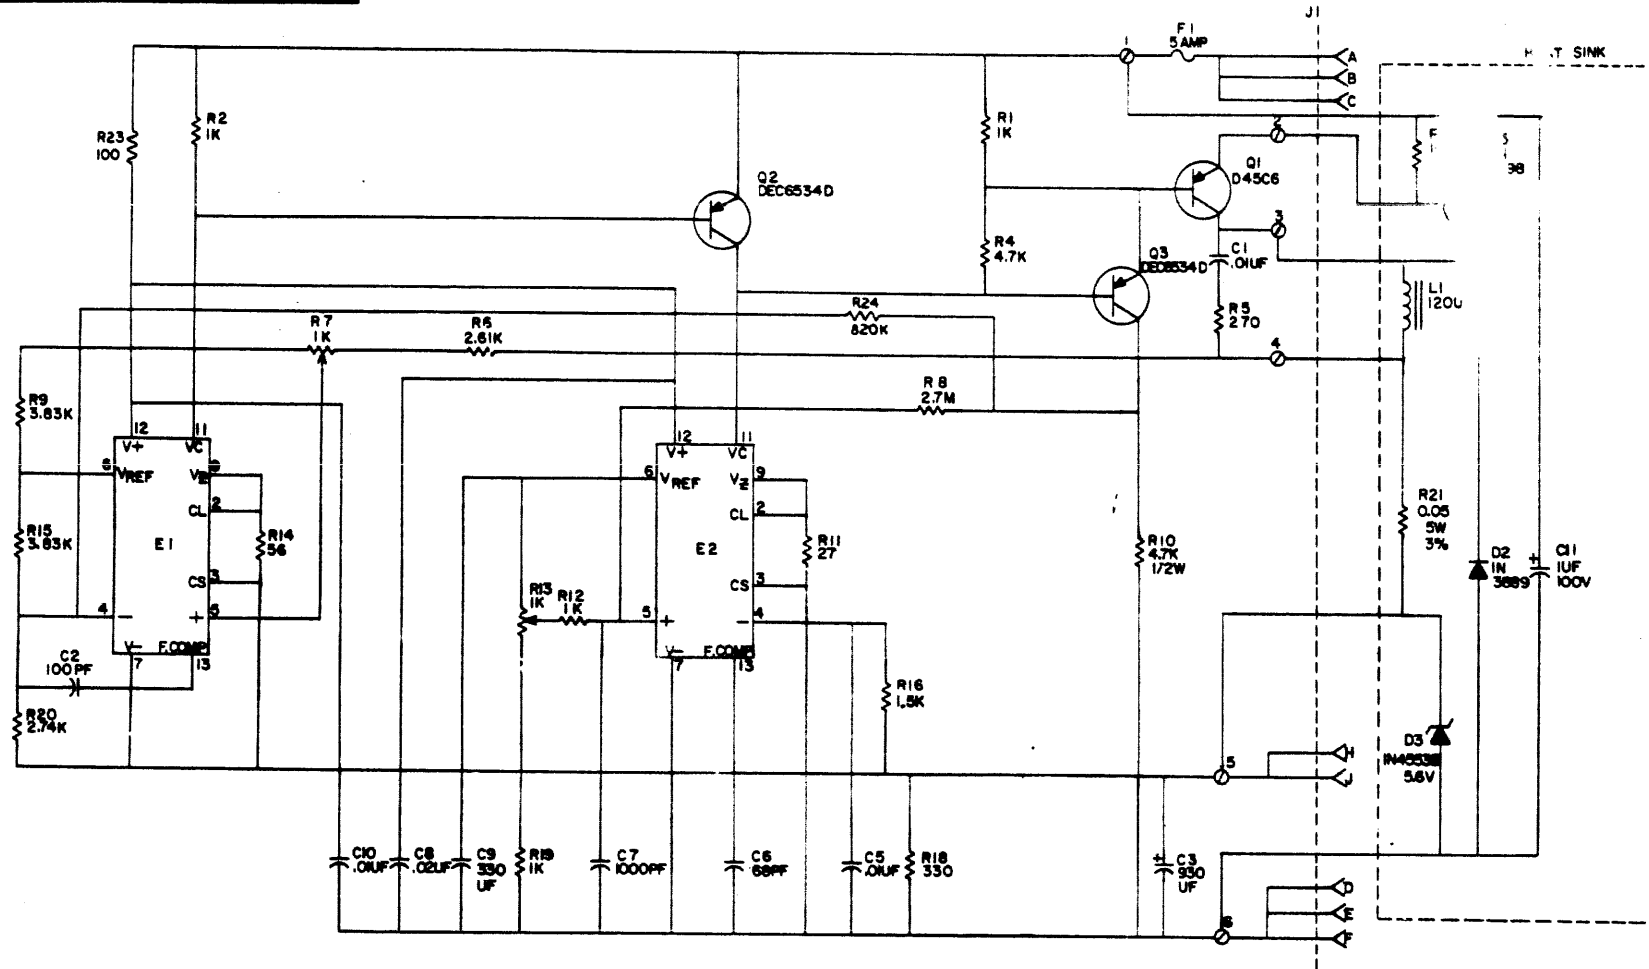 J1
F1
5 AMP
1
A
B
C
SINK
R23
100
R2
1K
Q2
DEC6534D
R1
1K
2
Q1
D45C6
98
R4
4.7K
Q3
DEC6534D
3
C1
.01UF
R24
820K
R5
270
L1
120U
R7
1K
R6
2.61K
4
R9
3.83K
R8
2.7M
12
11
V+
VC
VREF
VZ
2
CL
R15
3.83K
E1
R14
56
CS
3
4
-
+
5
V-
F.COMP
7
13
C2
100PF
R20
2.74K
12
11
V+
VC
6
VREF
VZ
9
CL
2
E2
R11
27
CS
3
R13
1K
R12
1K
5
+
-
4
V-
F.COMP
7
13
R16
1.5K
R10
4.7K
1/2W
R21
0.05
5W
3%
D2
1N
3889
C11
+
1UF
100V
D3
5.6V
5
H
J
C10
.01UF
C8
.02UF
C9
330
UF
R19
1K
C7
1000PF
C6
68PF
C5
.01UF
R18
330
+
C3
930
UF
D
E
F
6